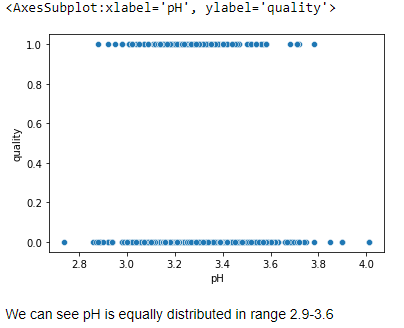 <AxesSubplot:xlabel='pH', ylabel='quality'>
1.0
0.8
0.6
quality
0.4
0.2
0.0
2.8 3.0 3.2 3.4 3.6 3.8 4.0
pH
We can see pH is equally distributed in range 2.9-3.6